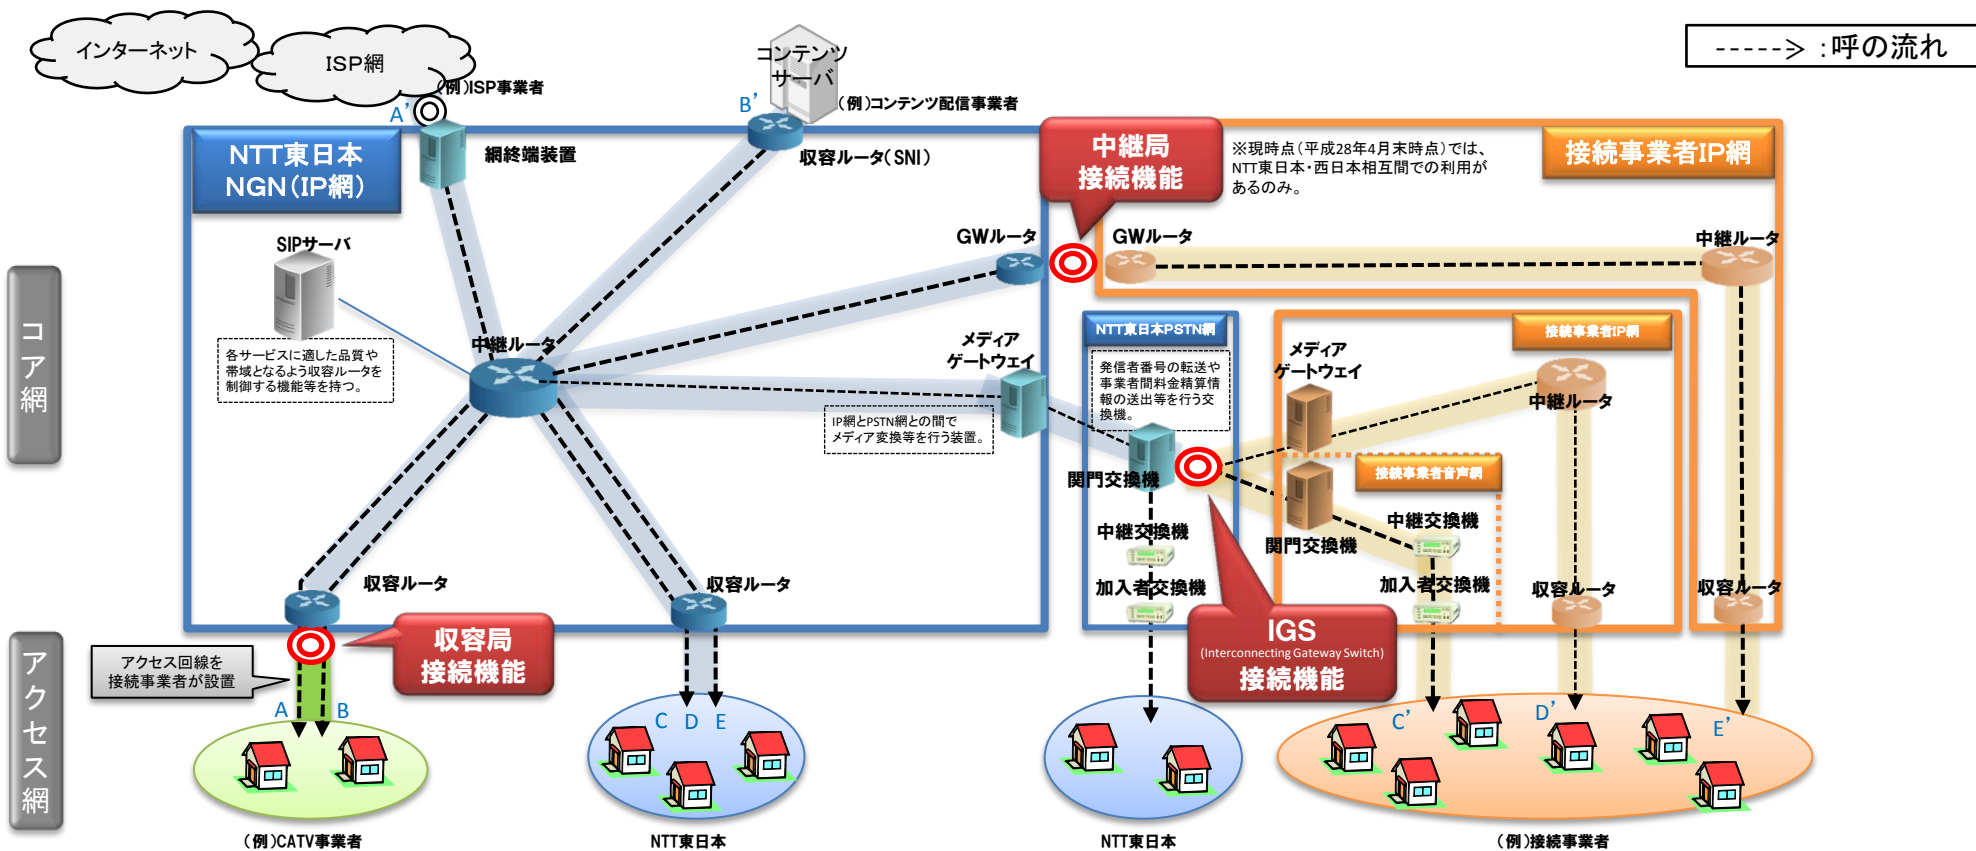 インターネット
ISP網
コンテンツ
サーバ
-----> :呼の流れ
(例)ISP事業者
A’
B’
(例)コンテンツ配信事業者
NTT東日本
NGN(IP網)
網終端装置
収容ルータ(SNI)
中継局
接続機能
※現時点(平成28年4月末時点)では、
NTT東日本・西日本相互間での利用が
あるのみ。
接続事業者IP網
SIPサーバ
GWルータ
GWルータ
中継ルータ
コア網
各サービスに適した品質や
帯域となるよう収容ルータを
制御する機能等を持つ。
中継ルータ
メディア
ゲートウェイ
IP網とPSTN網との間で
メディア変換等を行う装置。
NTT東日本PSTN網
発信者番号の転送や
事業者間料金精算情
報の送出等を行う交
換機。
接続事業者IP網
メディア
ゲートウェイ
中継ルータ
関門交換機
接続事業者音声網
中継交換機
関門交換機
中継交換機
加入者交換機
加入者交換機
収容ルータ
収容ルータ
収容ルータ
収容ルータ
アクセス網
アクセス回線を
接続事業者が設置
収容局
接続機能
IGS
(Interconnecting Gateway Switch)
接続機能
A
B
C D E
C’
D’
E’
(例)CATV事業者
NTT東日本
NTT東日本
(例)接続事業者